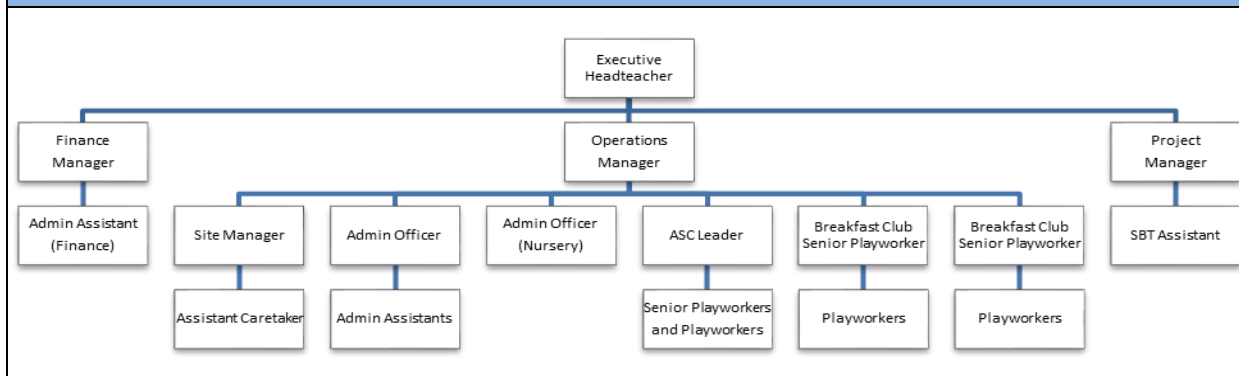 Executive
Headteacher
Finance
Manager
Operations
Manager
Project
Manager
Admin Assistant
(Finance)
Site Manager
Admin Officer
Admin Officer
(Nursery)
ASC Leader
Breakfast Club
Senior Playworker
Breakfast Club
Senior Playworker
SBT Assistant
Assistant Caretaker
Admin Assistants
Senior Playworkers
and Playworkers
Playworkers
Playworkers